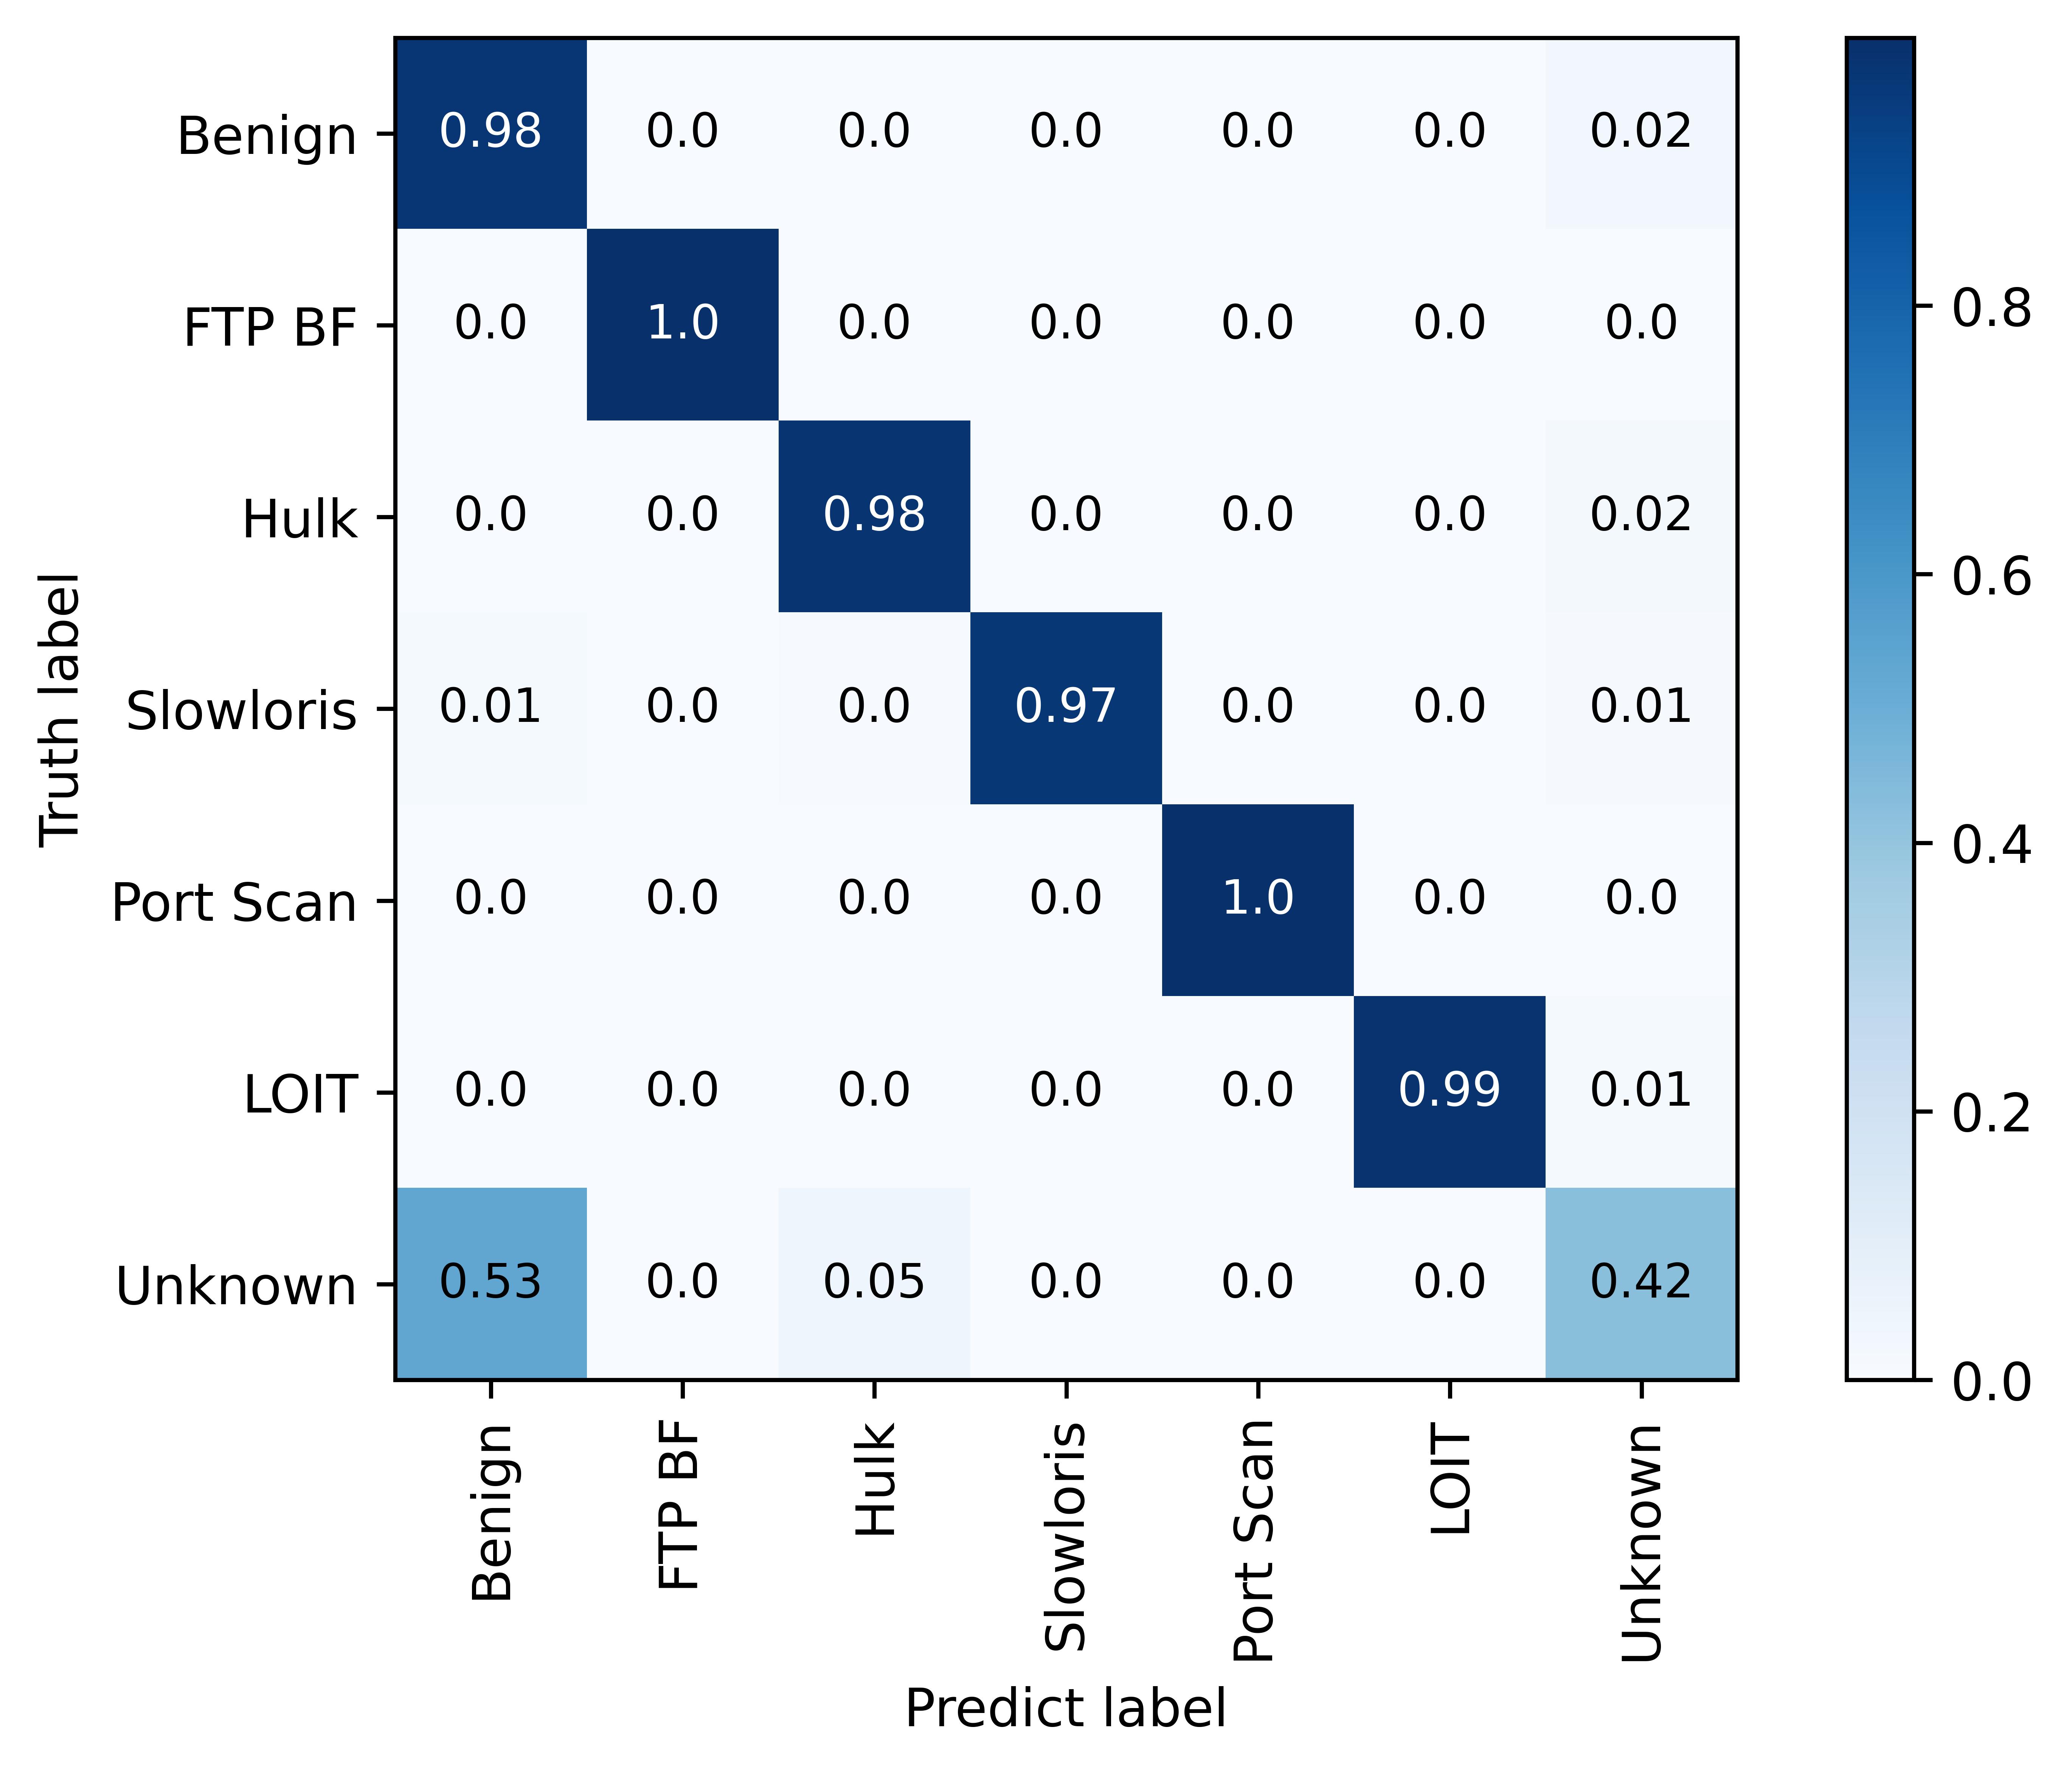 Truth label
Benign 0.98 0.0 0.0 0.0 0.0 0.0 0.02
FTP BF 0.0 1.0 0.0 0.0 0.0 0.0 0.0
Hulk 0.0 0.0 0.98 0.0 0.0 0.0 0.02
Slowloris 0.01 0.0 0.0 0.97 0.0 0.0 0.01
Port Scan 0.0 0.0 0.0 0.0 1.0 0.0 0.0
LOIT 0.0 0.0 0.0 0.0 0.0 0.99 0.01
Unknown 0.53 0.0 0.05 0.0 0.0 0.0 0.42
Benign FTP BF Hulk Slowloris Port Scan LOIT Unknown
Predict label
0.8
0.6
0.4
0.2
0.0